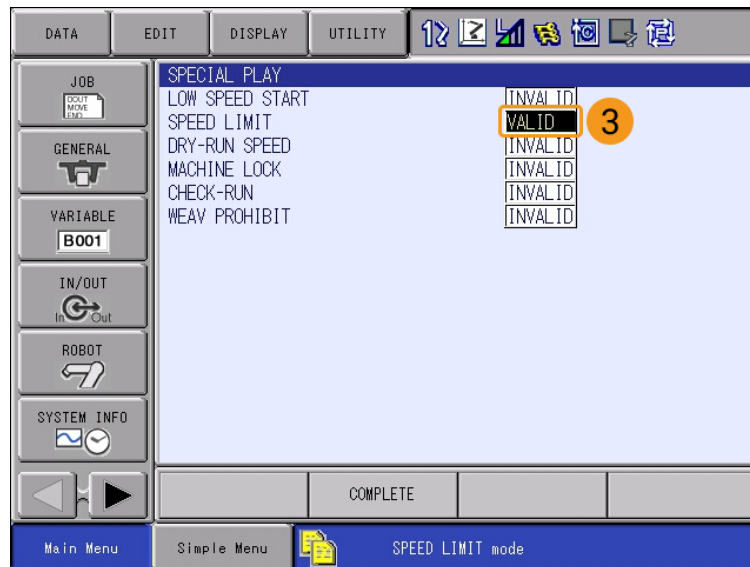 DATA EDIT DISPLAY UTILITY
JOB
DOUT
MOVE
END
GENERAL
VARIABLE
B001
IN/OUT
In Out
ROBOT
SYSTEM INFO
SPECIAL PLAY
LOW SPEED START INVALID
SPEED LIMIT VALID 3
DRY-RUN SPEED INVALID
MACHINE LOCK INVALID
CHECK-RUN INVALID
WEAV PROHIBIT INVALID
COMPLETE
Main Menu Simple Menu SPEED LIMIT mode